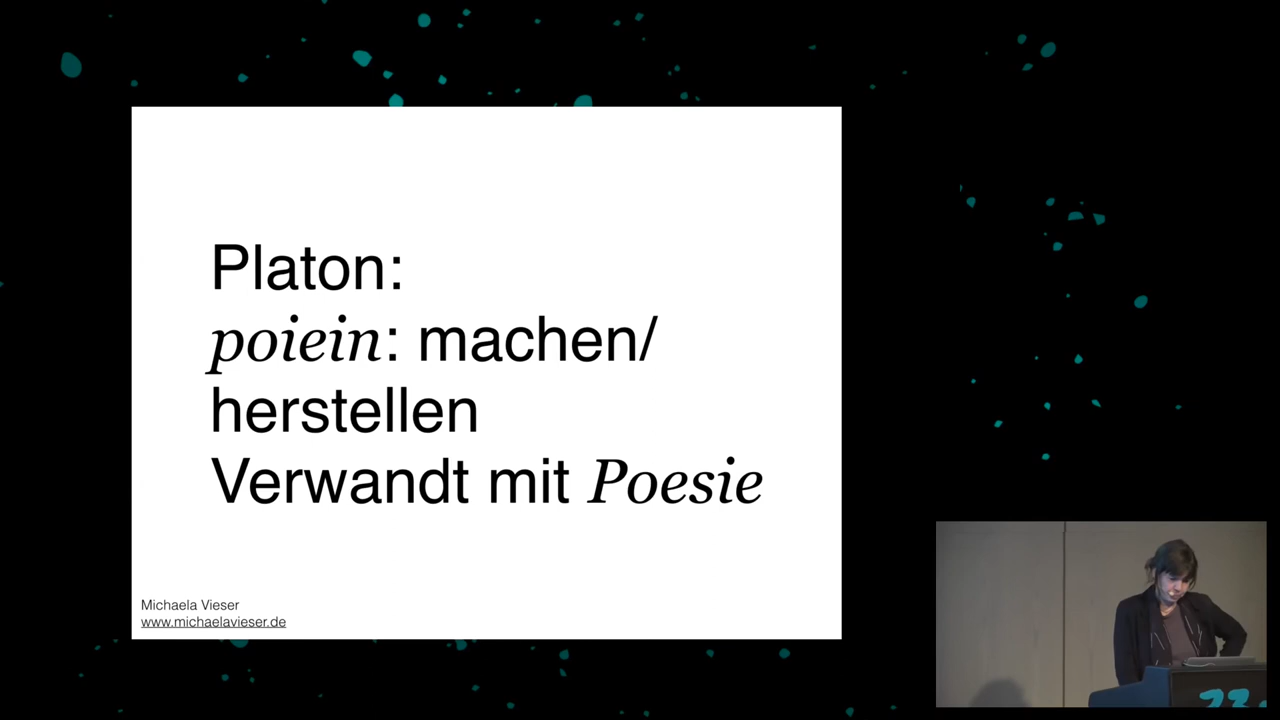 Platon:
poiein: machen/
herstellen
Verwandt mit Poesie
Michaela Vieser
www.michaelavieser.de